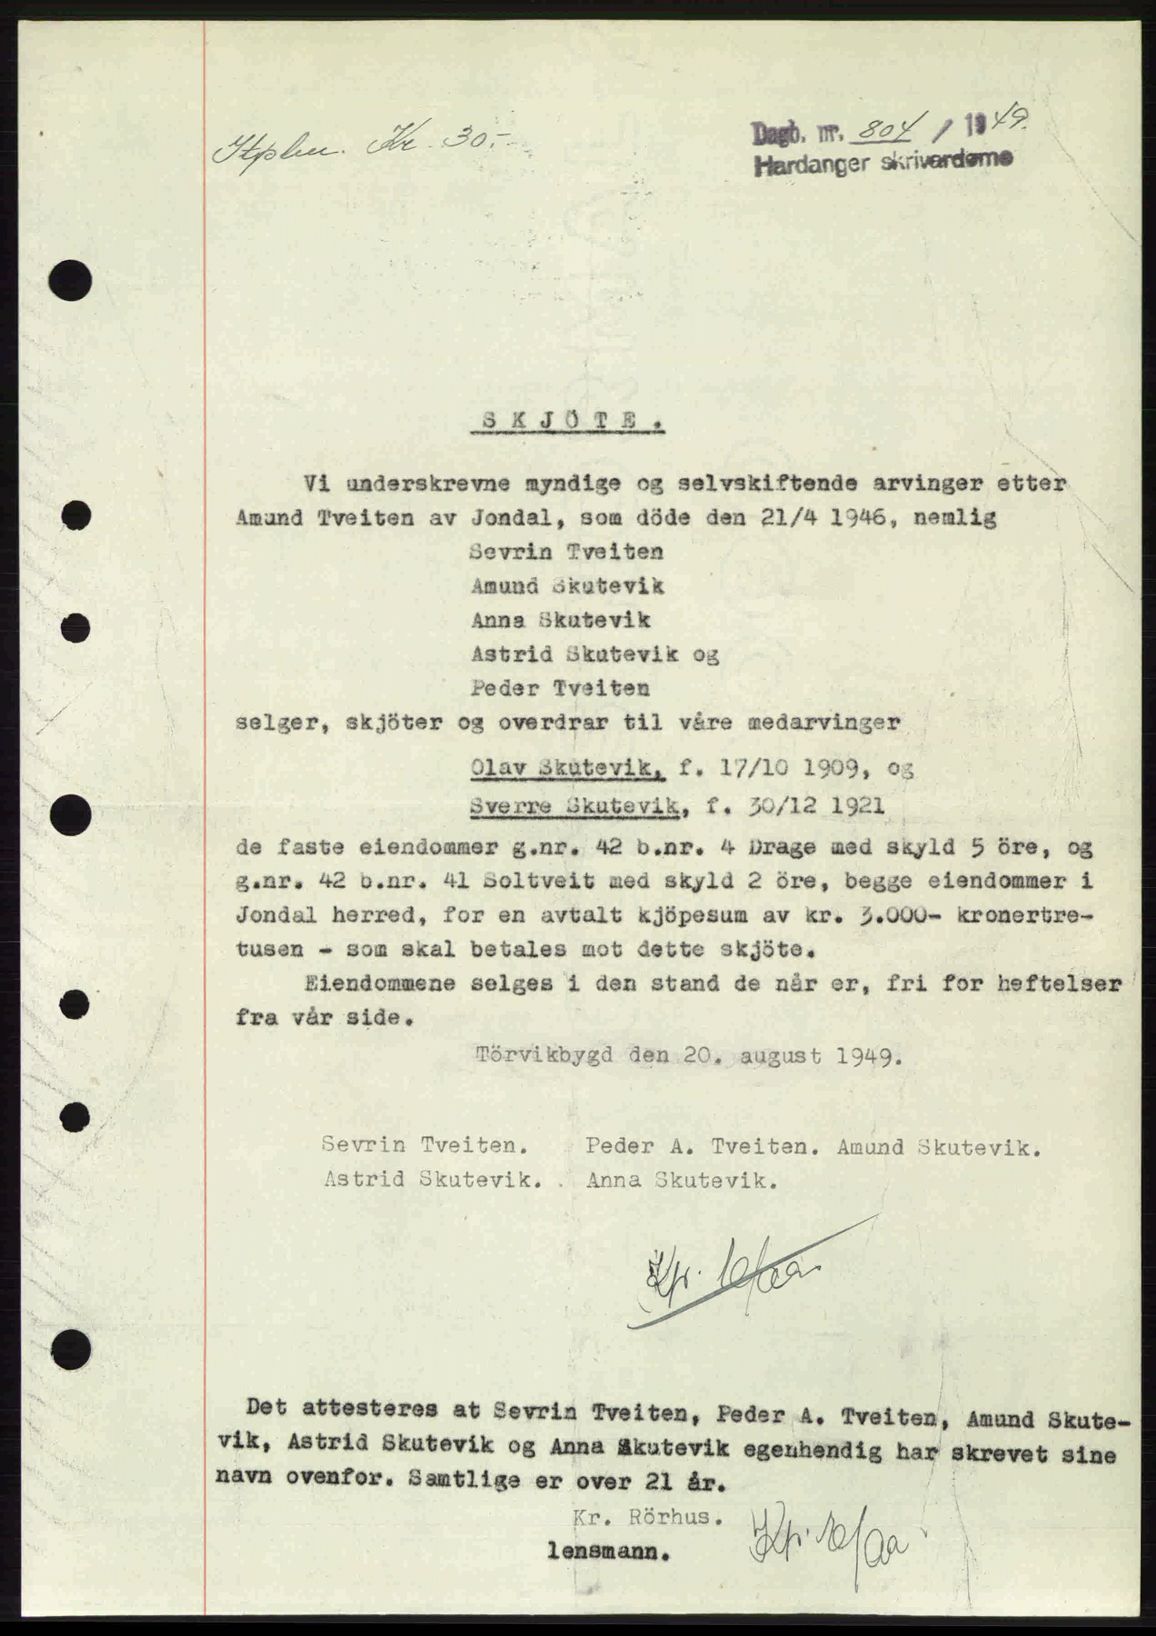 Kr. 30.-
Dagb. nr. 804 / 1949.
Hardanger skriverdøme
SKJÖTE.
Vi underskrevne myndige og selvskiftende arvinger etter
Amund Tveiten av Jondal, som döde den 21/4 1946, nemlig
Sevrin Tveiten
Amund Skutevik
Anna Skutevik
Astrid Skutevik og
Peder Tveiten
selger, skjöter og overdrar til våre medarvinger
Olav Skutevik, f. 17/10 1909, og
Sverre Skutevik, f. 30/12 1921
de faste eiendommer g.nr. 42 b.nr. 4 Drage med skyld 5 öre, og
g.nr. 42 b.nr. 41 Soltveit med skyld 2 öre, begge eiendommer i
Jondal herred, for en avtalt kjöpesum av kr. 3.000- kronertre-
tusen - som skal betales mot dette skjöte.
Eiendommene selges i den stand de når er, fri for heftelser
fra vår side.
Törvikbygd den 20. august 1949.
Sevrin Tveiten. Peder A. Tveiten. Amund Skutevik.
Astrid Skutevik. Anna Skutevik.
Det attesteres at Sevrin Tveiten, Peder A. Tveiten, Amund Skute-
vik, Astrid Skutevik og Anna Skutevik egenhendig har skrevet sine
navn ovenfor. Samtlige er over 21 år.
Kr. Rörhus.
lensmann.